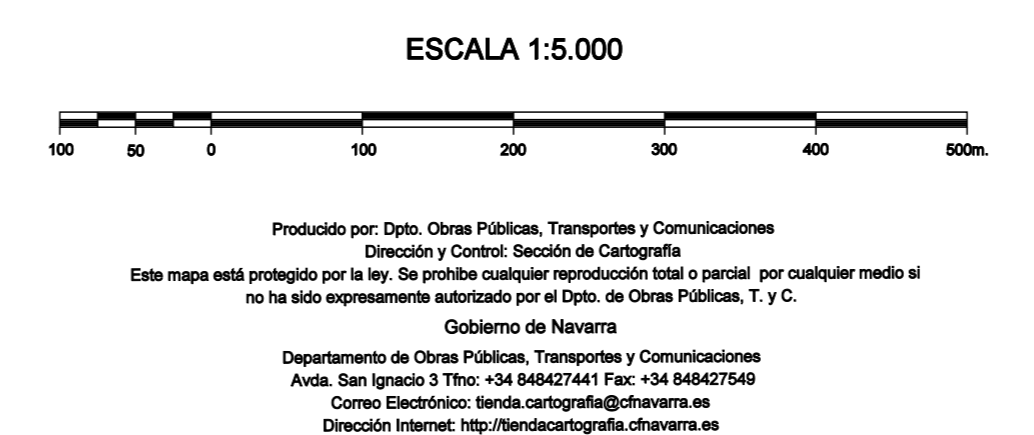 ESCALA 1:5.000
100 50 0 100 200 300 400 500m.
Producido por: Dpto. Obras Públicas, Transportes y Comunicaciones
Dirección y Control: Sección de Cartografía
Este mapa está protegido por la ley. Se prohibe cualquier reproducción total o parcial por cualquier medio si
no ha sido expresamente autorizado por el Dpto. de Obras Públicas, T. y C.
Gobierno de Navarra
Departamento de Obras Públicas, Transportes y Comunicaciones
Avda. San Ignacio 3 Tfno: +34 848427441 Fax: +34 848427549
Correo Electrónico: tienda.cartografia@cfnavarra.es
Dirección Internet: http://tiendacartografia.cfnavarra.es